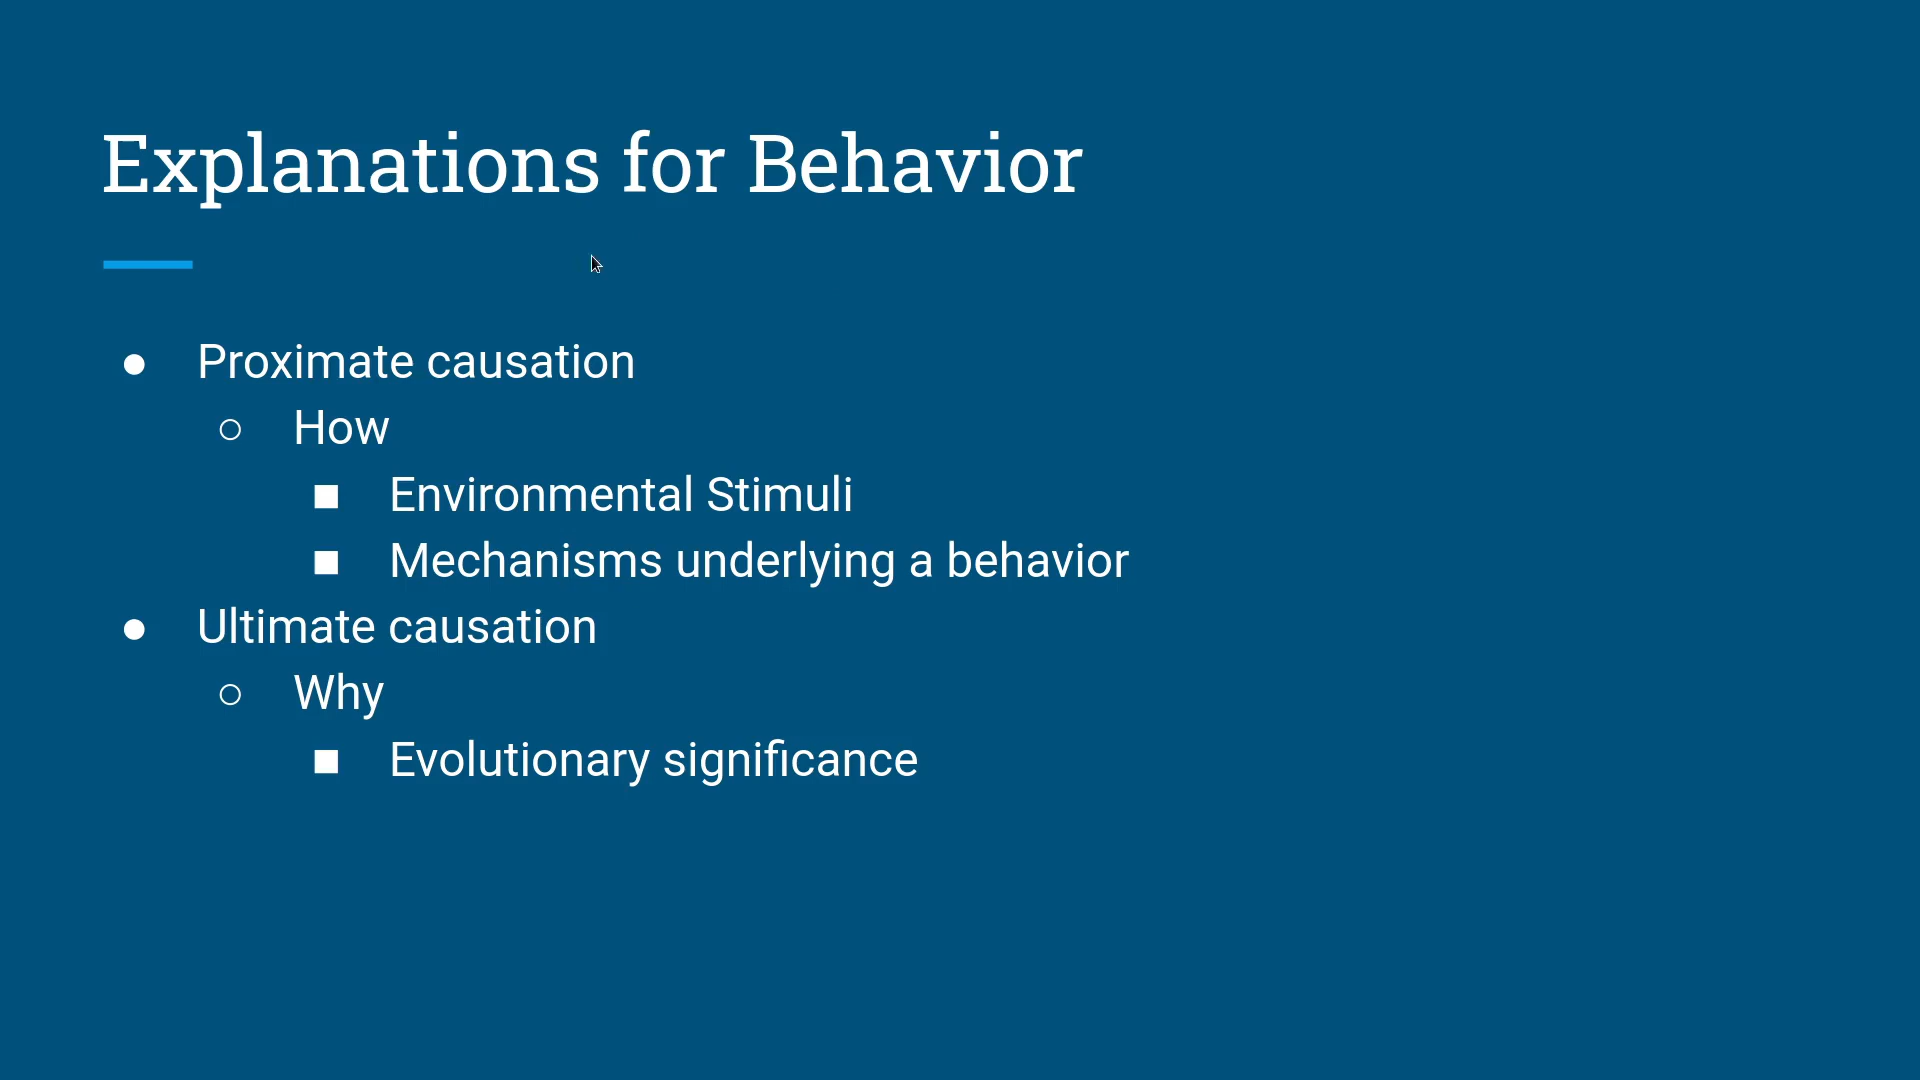 Explanations for Behavior
● Proximate causation
○ How
■ Environmental Stimuli
■ Mechanisms underlying a behavior
● Ultimate causation
○ Why
■ Evolutionary significance